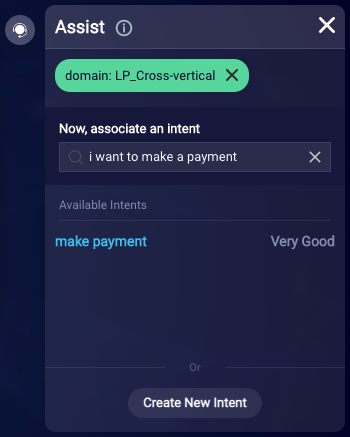 Assist
domain: LP_Cross-vertical
Now, associate an intent
i want to make a payment
Available Intents
make payment Very Good
Or
Create New Intent